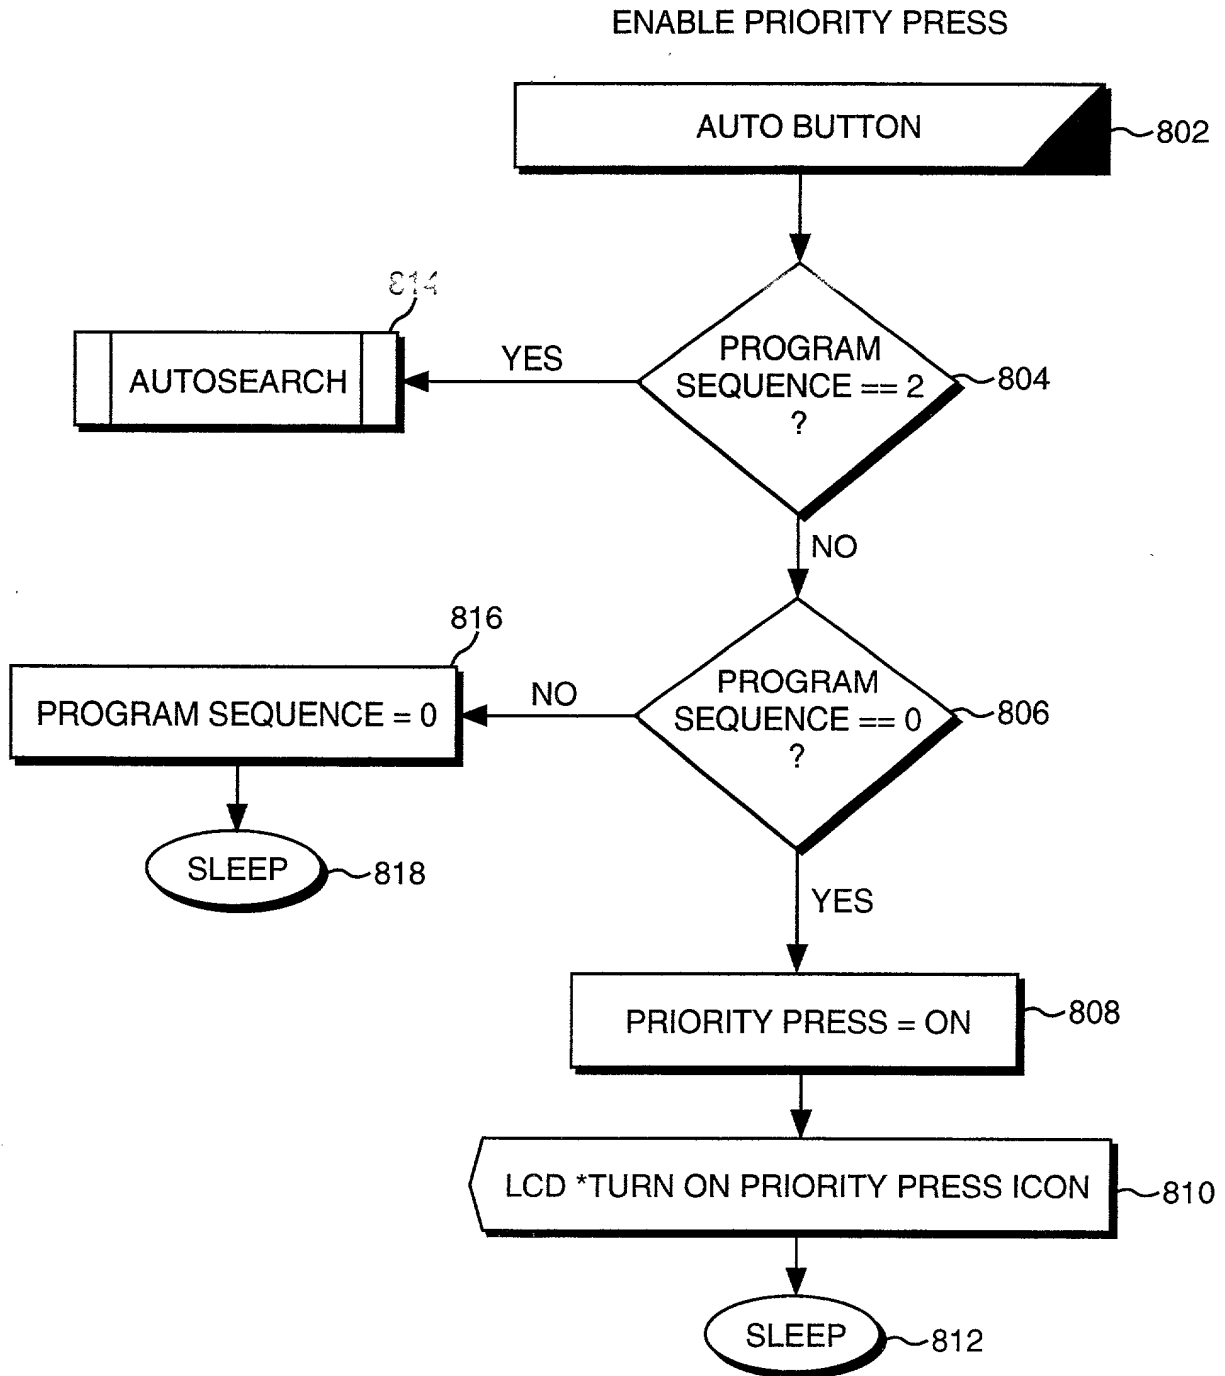 ENABLE PRIORITY PRESS
AUTO BUTTON
802
814
PROGRAM
SEQUENCE == 2
?
804
YES
AUTOSEARCH
NO
816
PROGRAM
SEQUENCE == 0
?
806
NO
PROGRAM SEQUENCE = 0
SLEEP
818
YES
PRIORITY PRESS = ON
808
LCD *TURN ON PRIORITY PRESS ICON
810
SLEEP
812